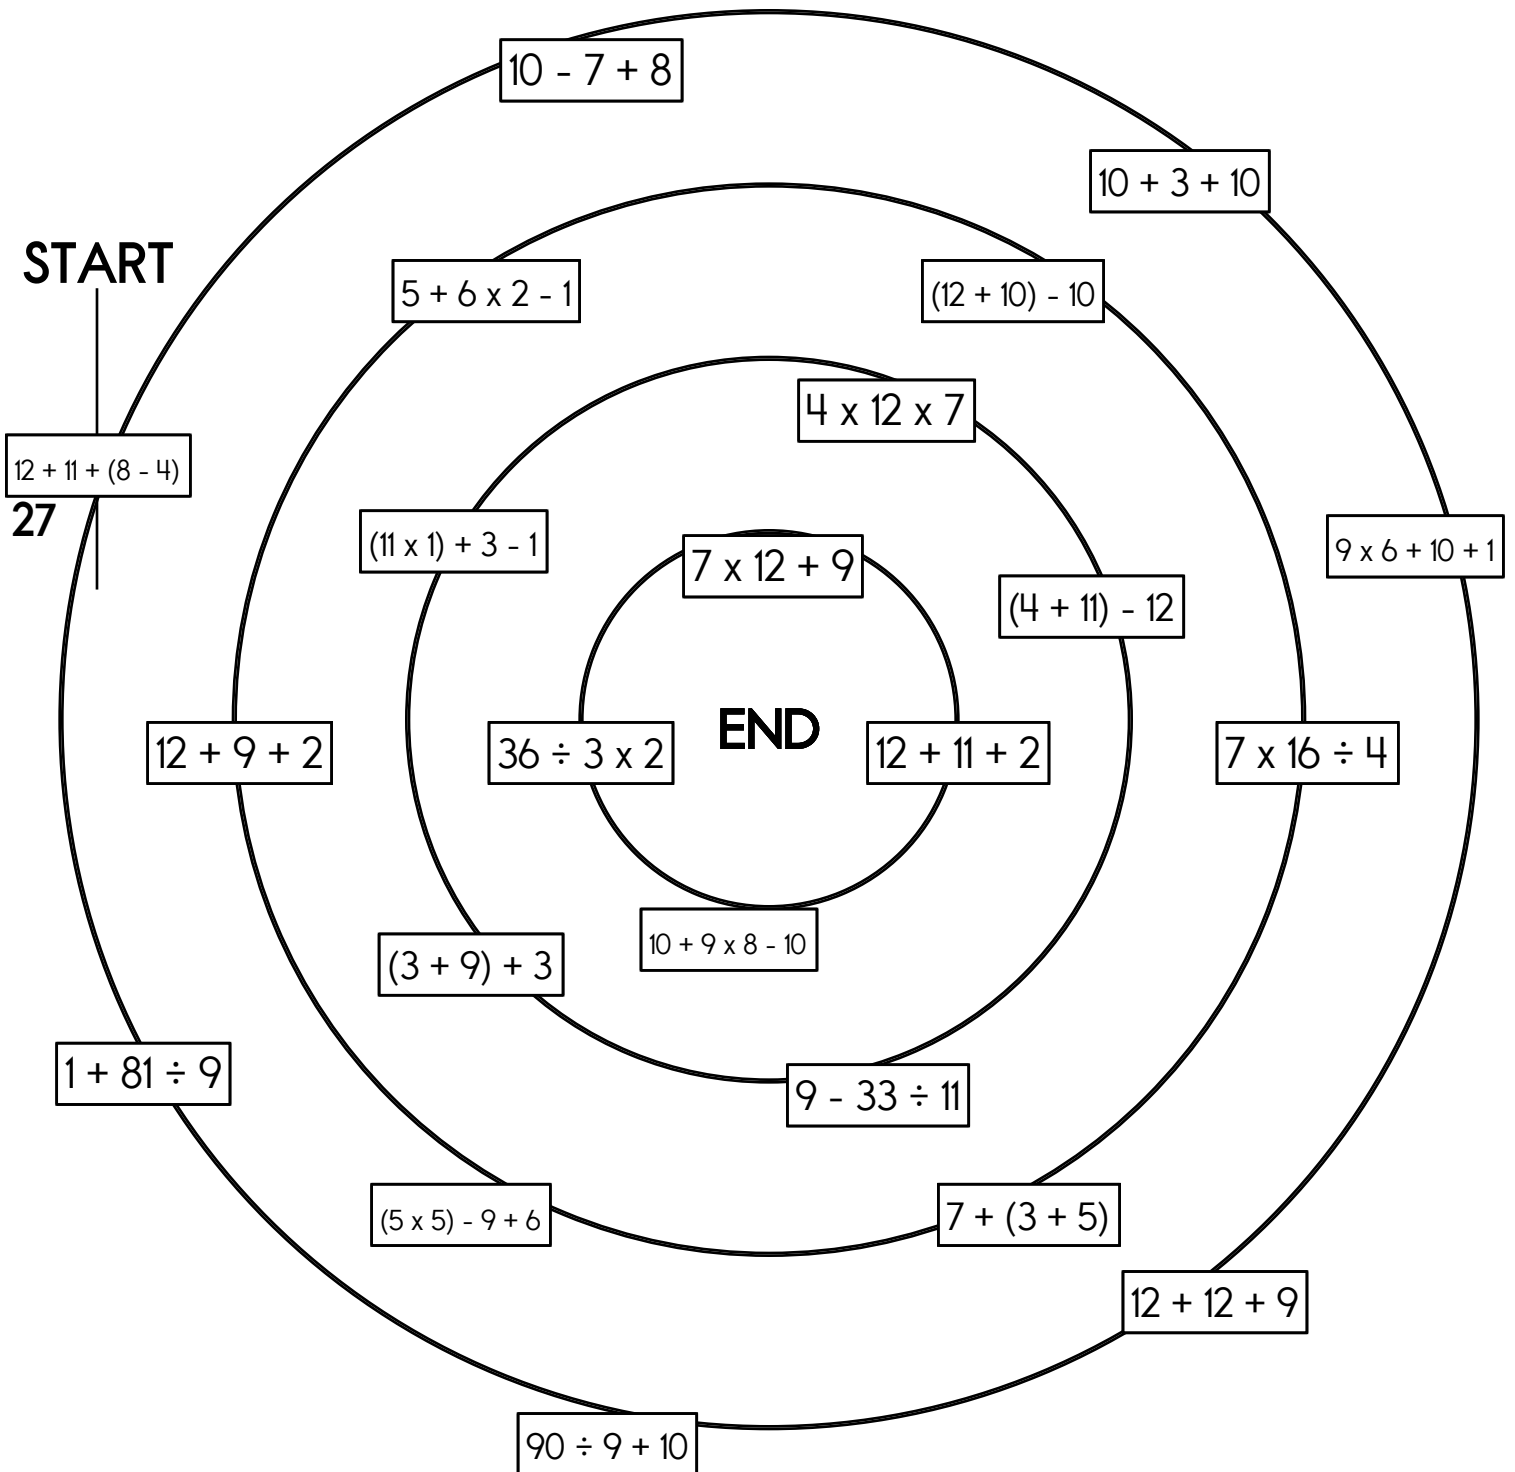 10 - 7 + 8
10 + 3 + 10
START
5 + 6 x 2 - 1
(12 + 10) - 10
4 x 12 x 7
12 + 11 + (8 - 4)
27
(11 x 1) + 3 - 1
7 x 12 + 9
9 x 6 + 10 + 1
(4 + 11) - 12
12 + 9 + 2
36 ÷ 3 x 2
END
12 + 11 + 2
7 x 16 ÷ 4
(3 + 9) + 3
10 + 9 x 8 - 10
1 + 81 ÷ 9
9 - 33 ÷ 11
(5 x 5) - 9 + 6
7 + (3 + 5)
12 + 12 + 9
90 ÷ 9 + 10